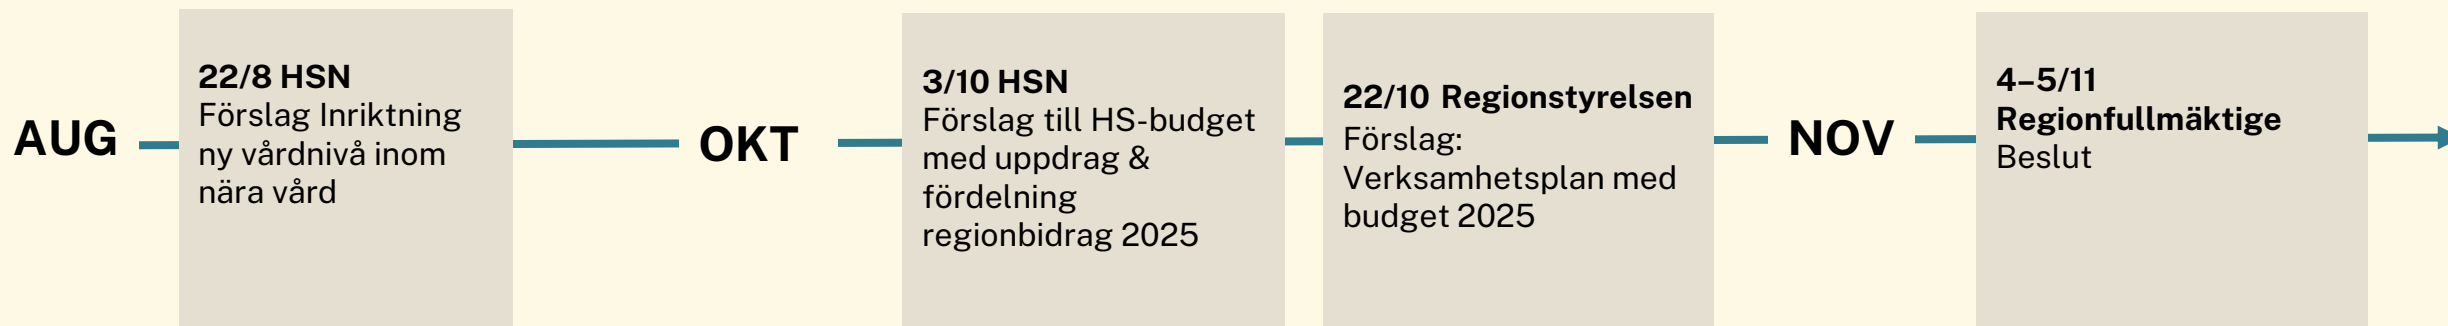 AUG
22/8 HSN
Förslag Inriktning
ny vårdnivå inom
nära vård
OKT
3/10 HSN
Förslag till HS-budget
med uppdrag &
fördelning
regionbidrag 2025
22/10 Regionstyrelsen
Förslag:
Verksamhetsplan med
budget 2025
NOV
4–5/11
Regionfullmäktige
Beslut